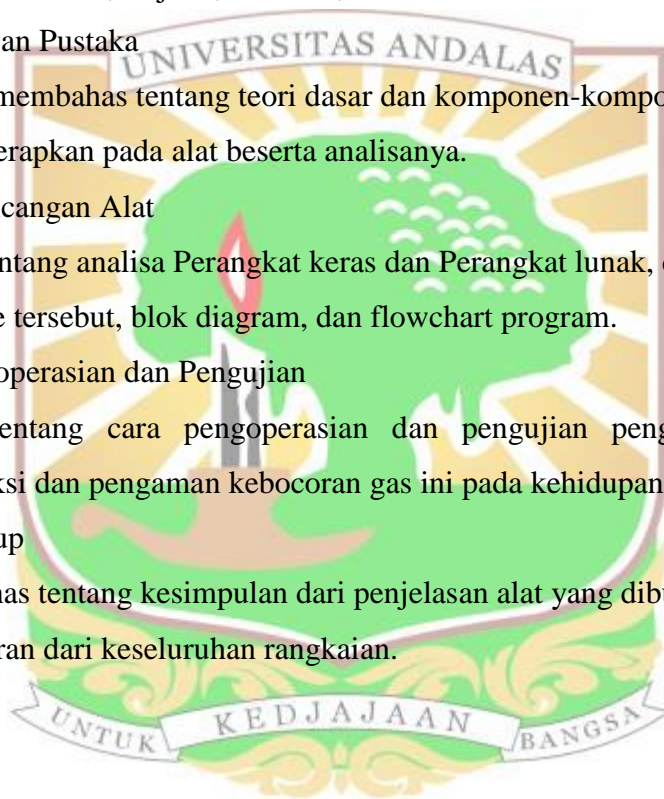 UNIVERSITAS ANDALAS
an Pustaka
membahas tentang teori dasar dan komponen-kompo
erapkan pada alat beserta analisanya.
cangan Alat
ntang analisa Perangkat keras dan Perangkat lunak,
e tersebut, blok diagram, dan flowchart program.
operasian dan Pengujian
entang cara pengoperasian dan pengujian peng
ksi dan pengaman kebocoran gas ini pada kehidupan
up
has tentang kesimpulan dari penjelasan alat yang dibu
ran dari keseluruhan rangkaian.
UNTUK KEDJAJAAN BANGSA